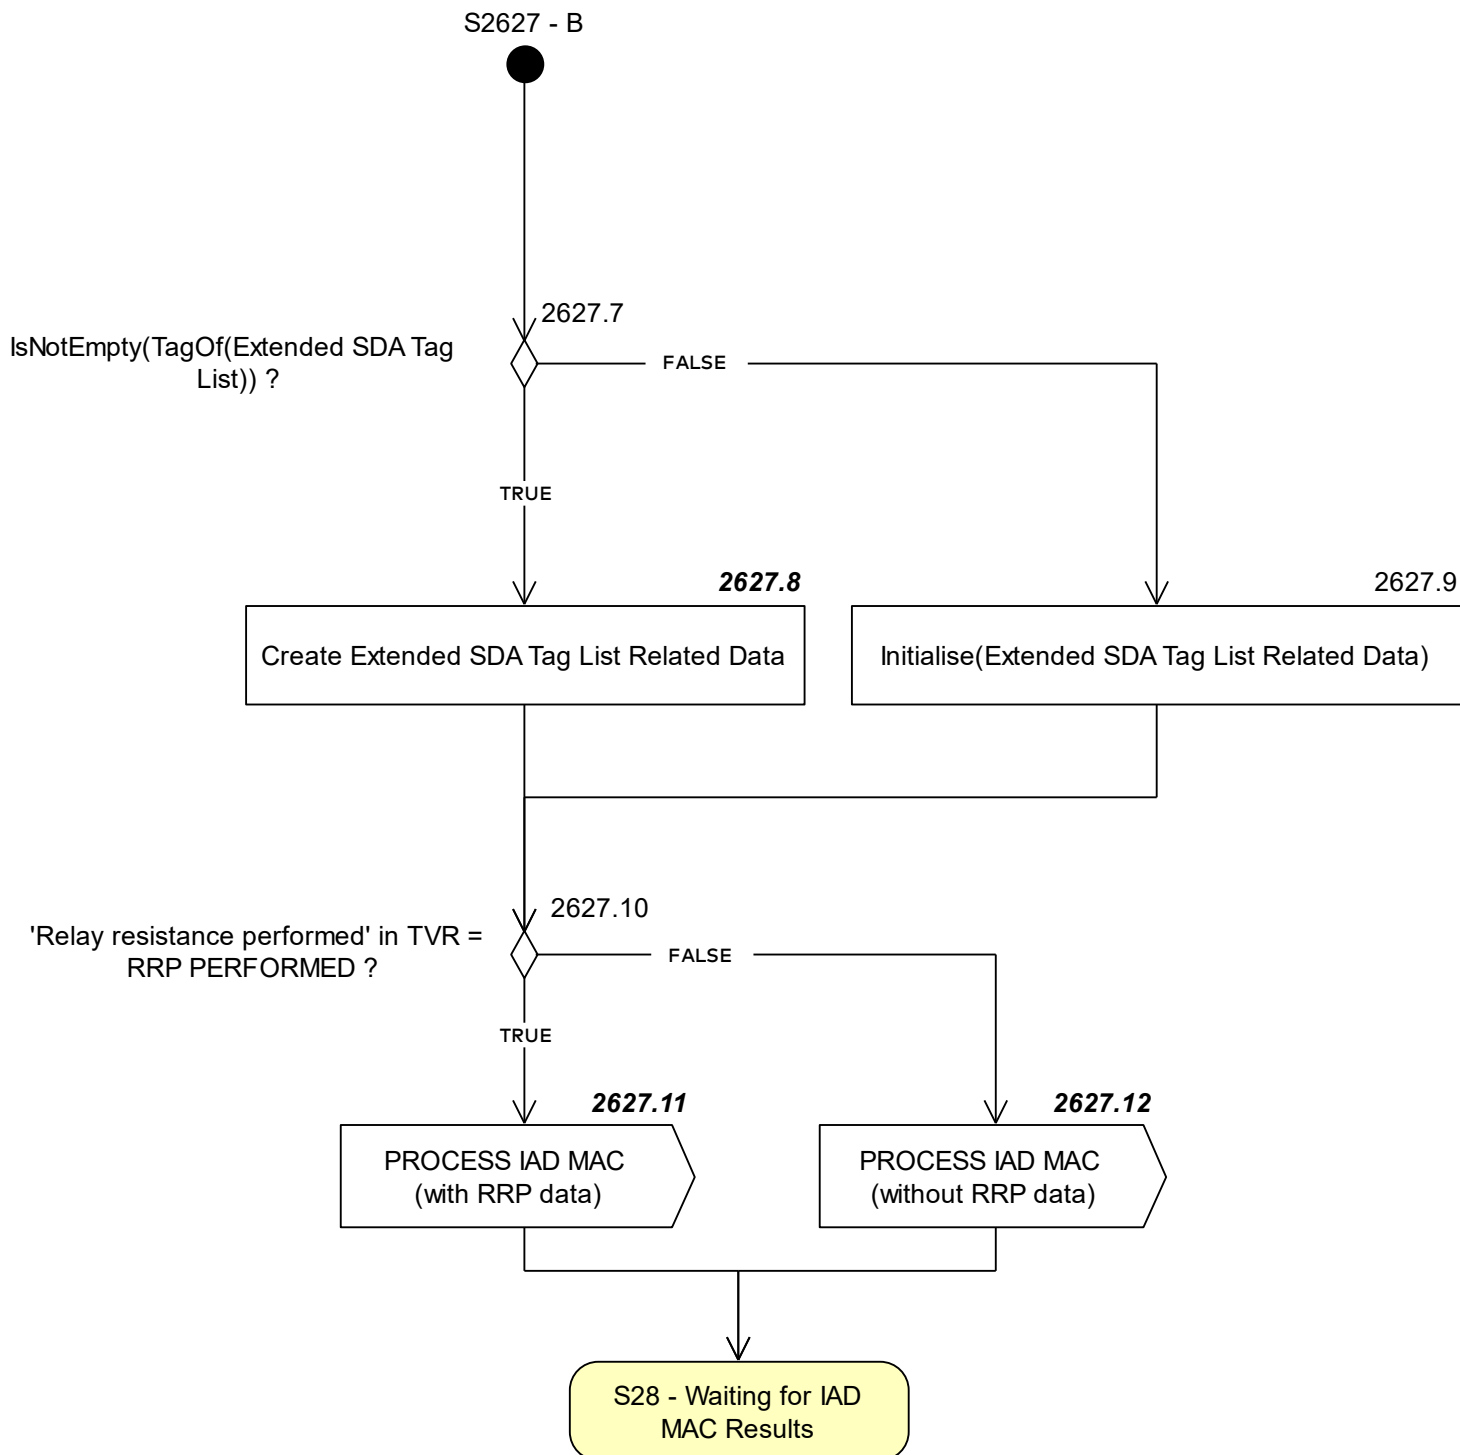 S2627 - B
2627.7
IsNotEmpty(TagOf(Extended SDA Tag
List)) ?
FALSE
TRUE
2627.8
2627.9
Create Extended SDA Tag List Related Data
Initialise(Extended SDA Tag List Related Data)
2627.10
'Relay resistance performed' in TVR =
RRP PERFORMED ?
FALSE
TRUE
2627.11
2627.12
PROCESS IAD MAC
(with RRP data)
PROCESS IAD MAC
(without RRP data)
S28 - Waiting for IAD
MAC Results